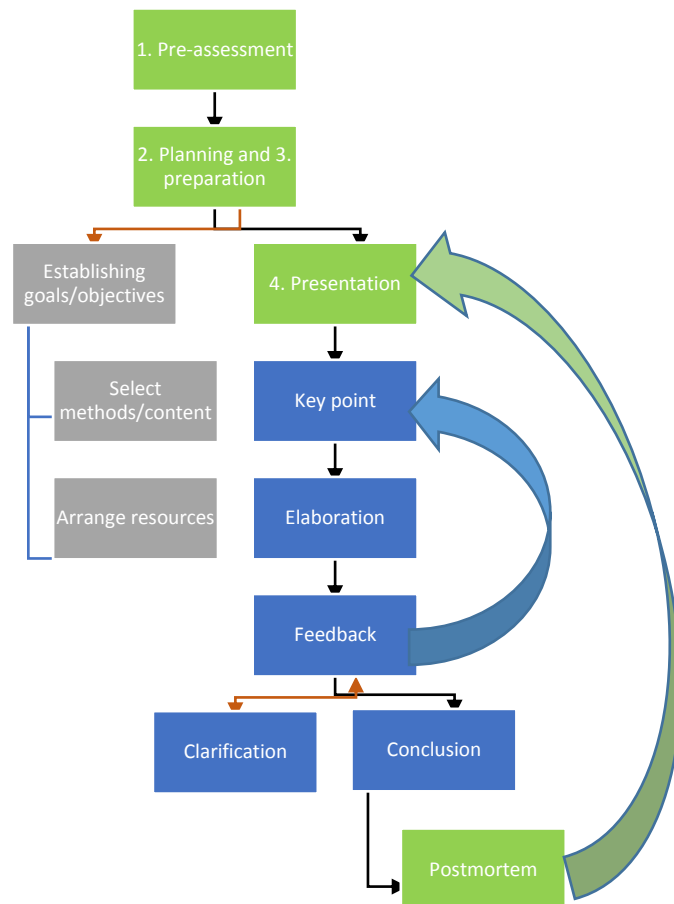 1. Pre-assessment
2. Planning and 3.
preparation
Establishing
goals/objectives
4. Presentation
Select
methods/content
Key point
Arrange resources
Elaboration
Feedback
Clarification
Conclusion
Postmortem